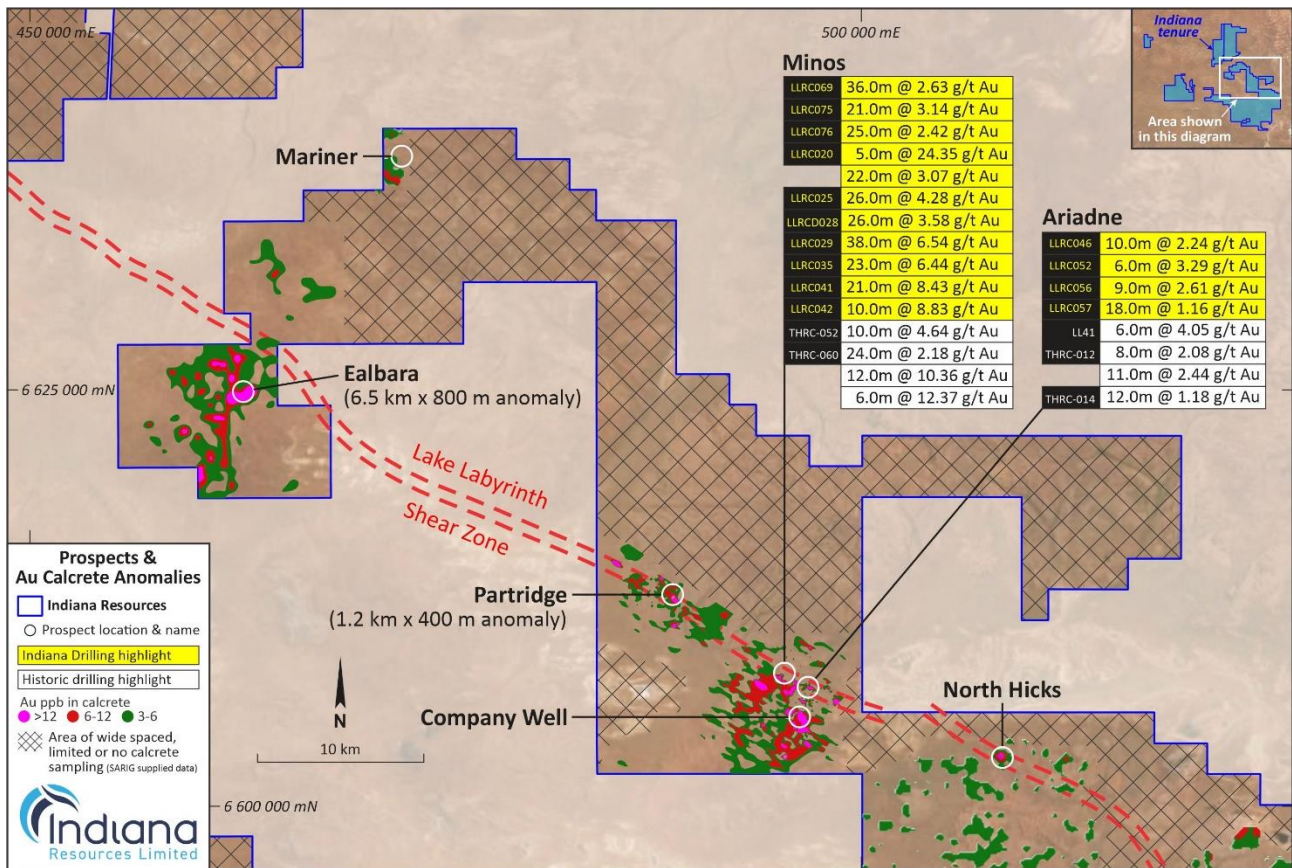 450 000 mE
500 000 mE
Indiana
tenure
Area shown
in this diagram
Minos
LLRC069 36.0m @ 2.63 g/t Au
LLRC075 21.0m @ 3.14 g/t Au
LLRC076 25.0m @ 2.42 g/t Au
LLRC020 5.0m @ 24.35 g/t Au
22.0m @ 3.07 g/t Au
LLRC025 26.0m @ 4.28 g/t Au
LLRCD028 26.0m @ 3.58 g/t Au
LLRC029 38.0m @ 6.54 g/t Au
LLRC035 23.0m @ 6.44 g/t Au
LLRC041 21.0m @ 8.43 g/t Au
LLRC042 10.0m @ 8.83 g/t Au
THRC-052 10.0m @ 4.64 g/t Au
THRC-060 24.0m @ 2.18 g/t Au
12.0m @ 10.36 g/t Au
6.0m @ 12.37 g/t Au
Ariadne
LLRC046 10.0m @ 2.24 g/t Au
LLRC052 6.0m @ 3.29 g/t Au
LLRC056 9.0m @ 2.61 g/t Au
LLRC057 18.0m @ 1.16 g/t Au
LL41 6.0m @ 4.05 g/t Au
THRC-012 8.0m @ 2.08 g/t Au
11.0m @ 2.44 g/t Au
THRC-014 12.0m @ 1.18 g/t Au
Mariner
6 625 000 mN
Ealbara
(6.5 km x 800 m anomaly)
Lake Labyrinth
Shear Zone
Partridge
(1.2 km x 400 m anomaly)
Company Well
North Hicks
N
10 km
6 600 000 mN
Prospects &
Au Calcrete Anomalies
Indiana Resources
Prospect location & name
Indiana Drilling highlight
Historic drilling highlight
Au ppb in calcrete
>12 6-12 3-6
Area of wide spaced,
limited or no calcrete
sampling (SARIG supplied data)
Indiana
Resources Limited